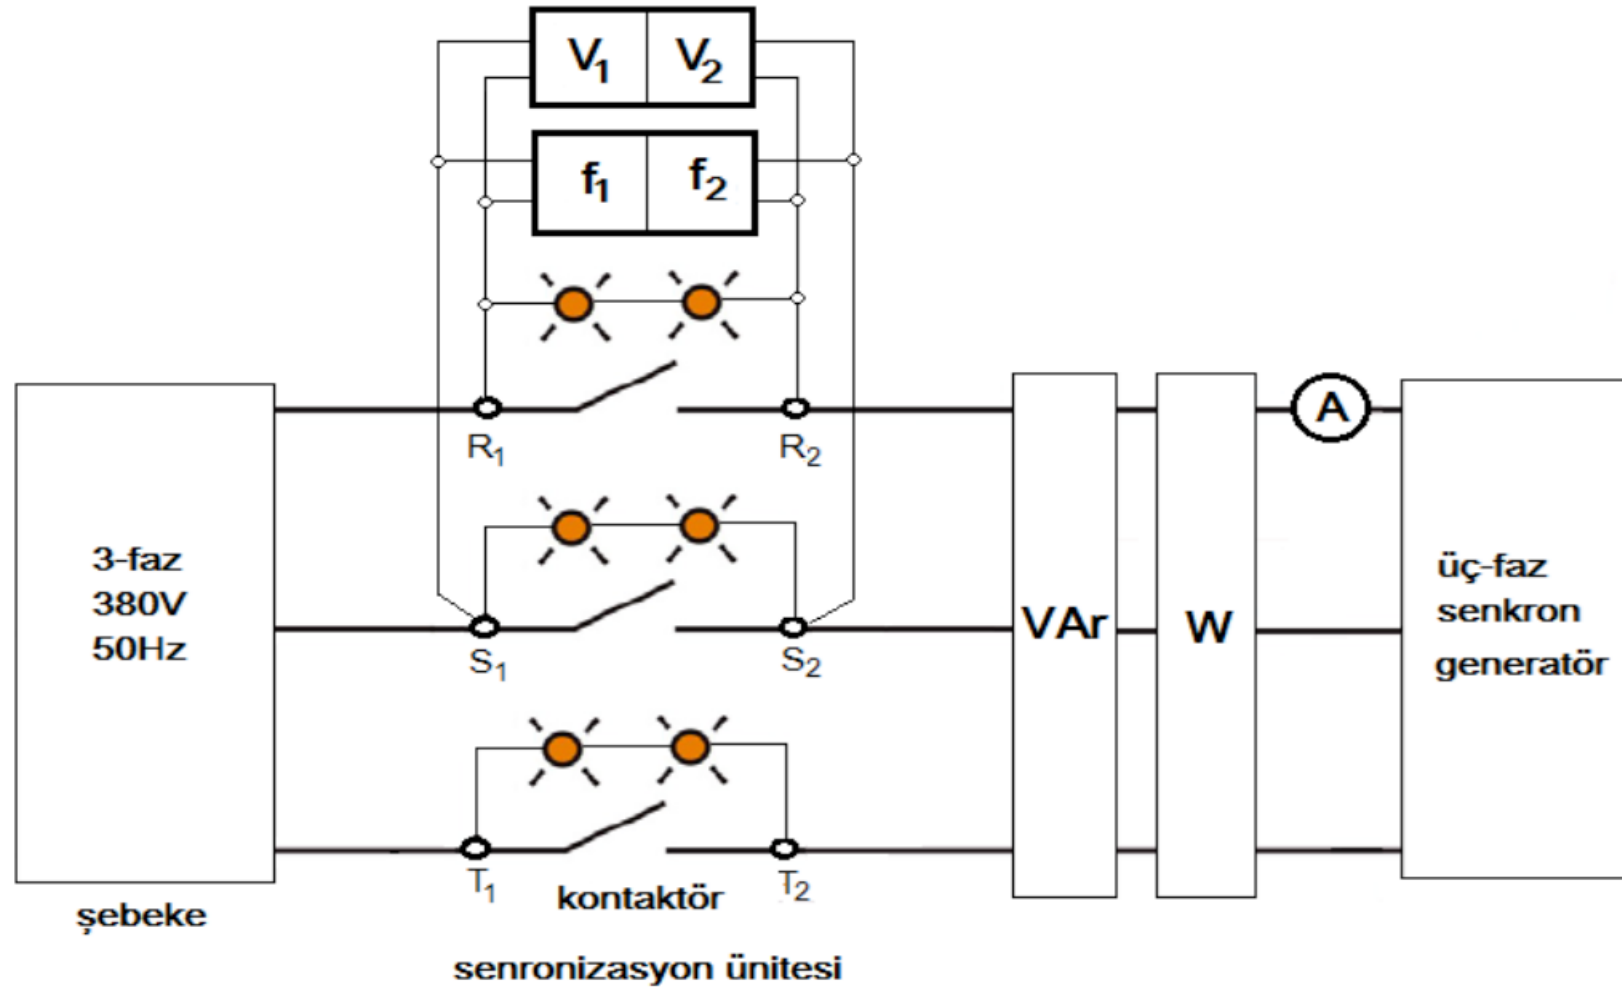 V1 V2
f1 f2
A
R1 R2
3-faz
380V
50Hz
VAr
W
üç-faz
senkron
generatör
S1 S2
T1 T2
kontaktör
şebeke
senronizasyon ünitesi